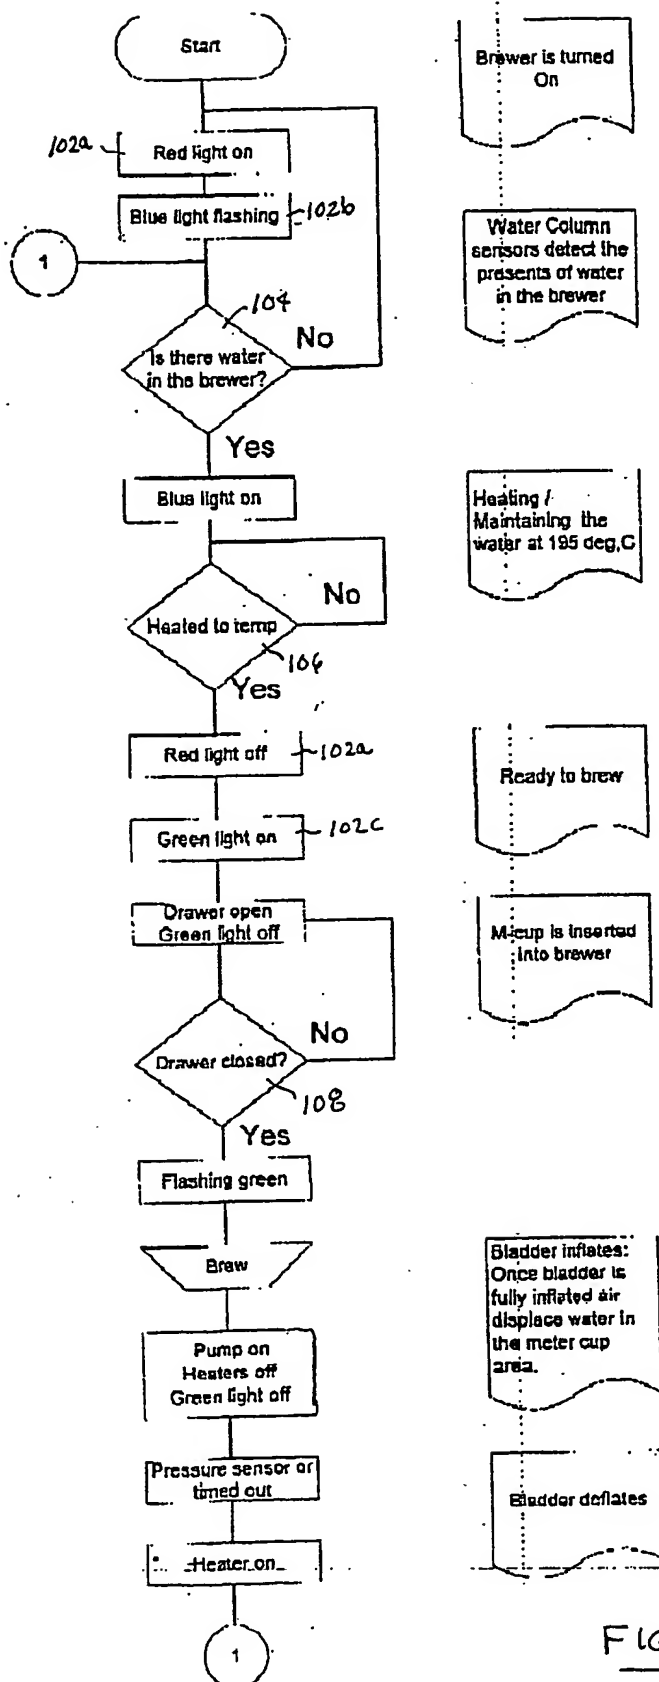 Start
Brewer is turned
On
102a
Red light on
Blue light flashing
102b
1
Water Column
sensors detect the
presents of water
in the brewer
104
No
Is there water
in the brewer?
Yes
Blue light on
Heating /
Maintaining the
water at 195 deg,C
No
Heated to temp
106
Yes
Red light off
102a
Ready to brew
Green light on
102c
Drawer open
Green light off
M-cup is inserted
into brewer
No
Drawer closed?
108
Yes
Flashing green
Brew
Bladder inflates:
Once bladder is
fully inflated air
displace water in
the meter cup
area.
Pump on
Heaters off
Green light off
Pressure sensor or
timed out
Bladder deflates
Heater on
1